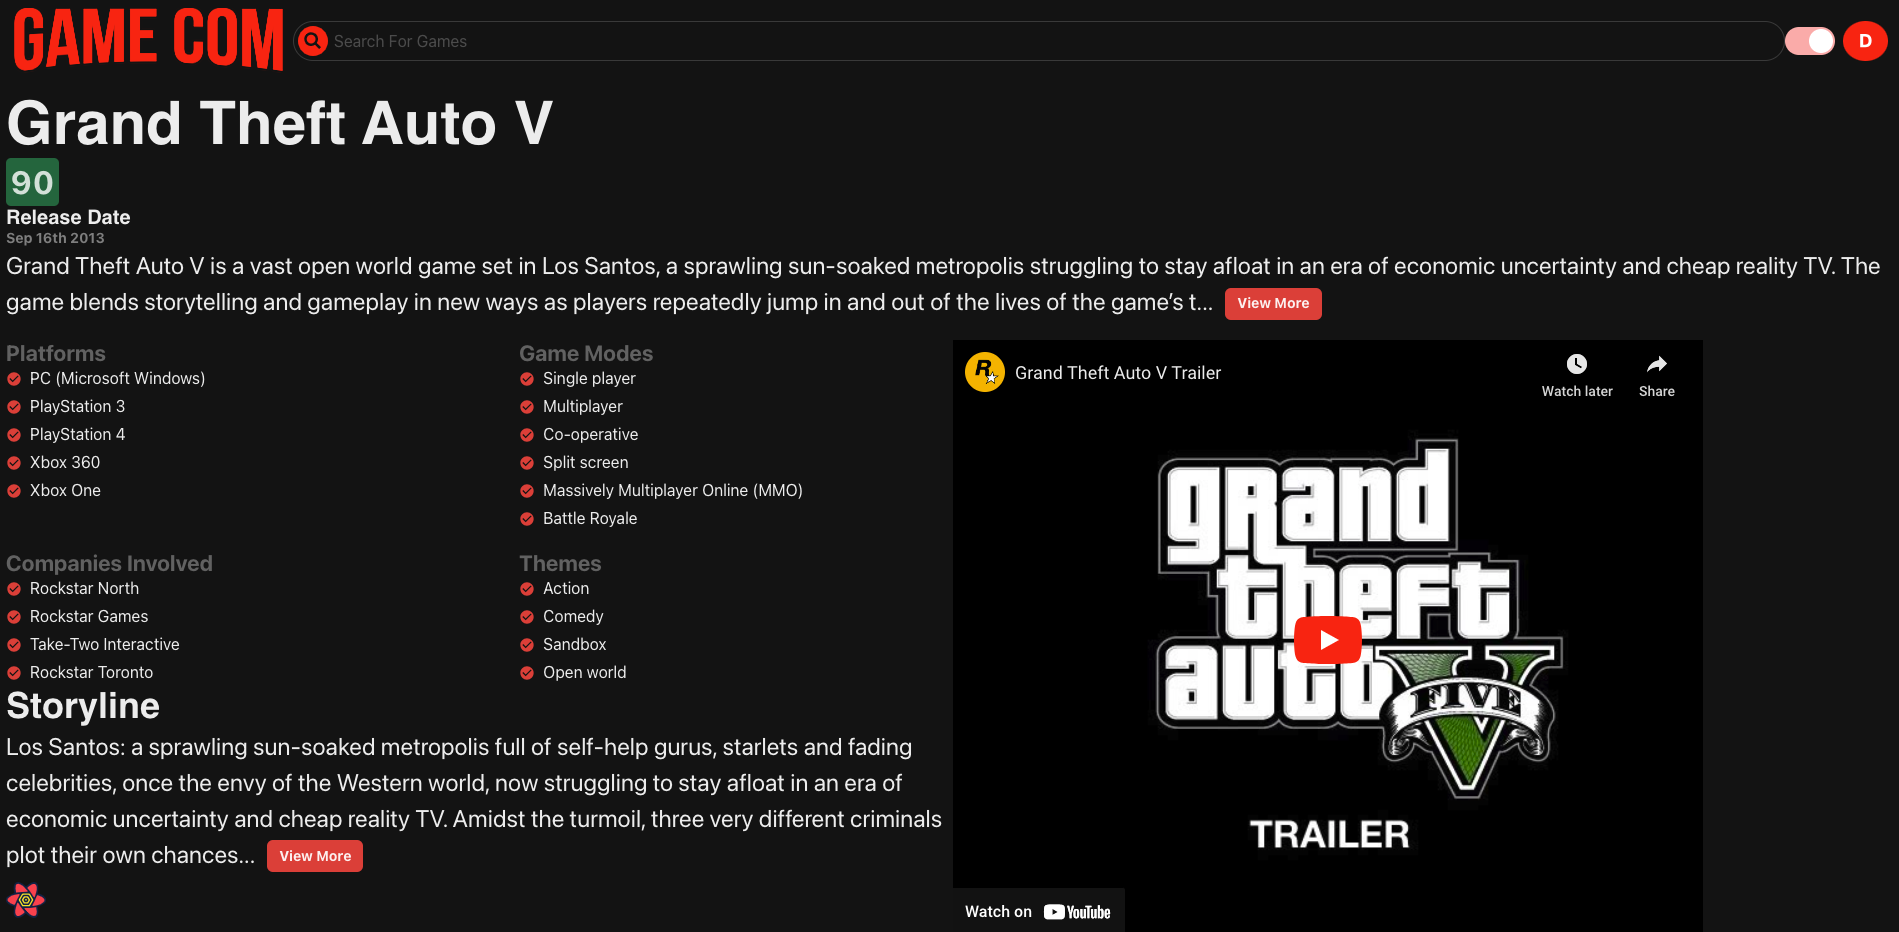 GAME COM
Search For Games
D
Grand Theft Auto V
90
Release Date
Sep 16th 2013
Grand Theft Auto V is a vast open world game set in Los Santos, a sprawling sun-soaked metropolis struggling to stay afloat in an era of economic uncertainty and cheap reality TV. The
game blends storytelling and gameplay in new ways as players repeatedly jump in and out of the lives of the game’s t... View More
Platforms
PC (Microsoft Windows)
PlayStation 3
PlayStation 4
Xbox 360
Xbox One
Game Modes
Single player
Multiplayer
Co-operative
Split screen
Massively Multiplayer Online (MMO)
Battle Royale
Companies Involved
Rockstar North
Rockstar Games
Take-Two Interactive
Rockstar Toronto
Themes
Action
Comedy
Sandbox
Open world
Storyline
Los Santos: a sprawling sun-soaked metropolis full of self-help gurus, starlets and fading
celebrities, once the envy of the Western world, now struggling to stay afloat in an era of
economic uncertainty and cheap reality TV. Amidst the turmoil, three very different criminals
plot their own chances... View More
R
Grand Theft Auto V Trailer
Watch later
Share
grand
theft
auto
V
FIVE
TRAILER
Watch on YouTube